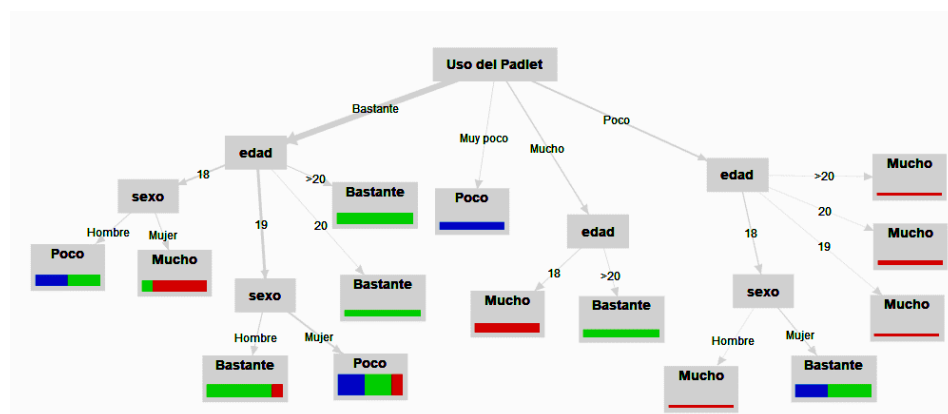 Uso del Padlet
Bastante
Muy poco
Mucho
Poco
edad
18
19
20
>20
sexo
Hombre
Mujer
Poco
Mucho
sexo
Hombre
Mujer
Bastante
Poco
Bastante
Bastante
Poco
edad
18
>20
Mucho
Bastante
edad
>20
20
19
18
Mucho
Mucho
Mucho
sexo
Hombre
Mujer
Mucho
Bastante